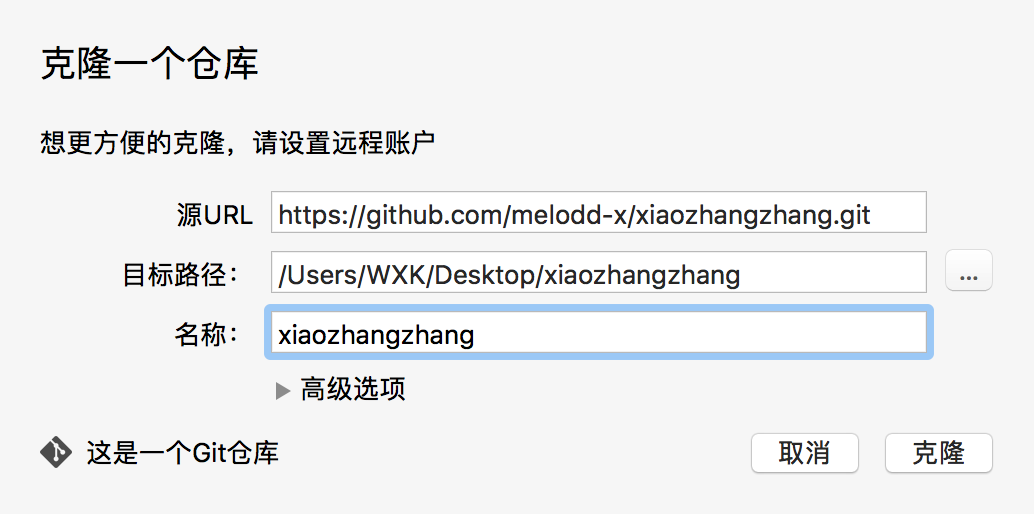 克隆一个仓库
想更方便的克隆，请设置远程账户
源URL https://github.com/melodd-x/xiaozhangzhang.git
目标路径： /Users/WXK/Desktop/xiaozhangzhang ...
名称： xiaozhangzhang
高级选项
这是一个Git仓库 取消 克隆